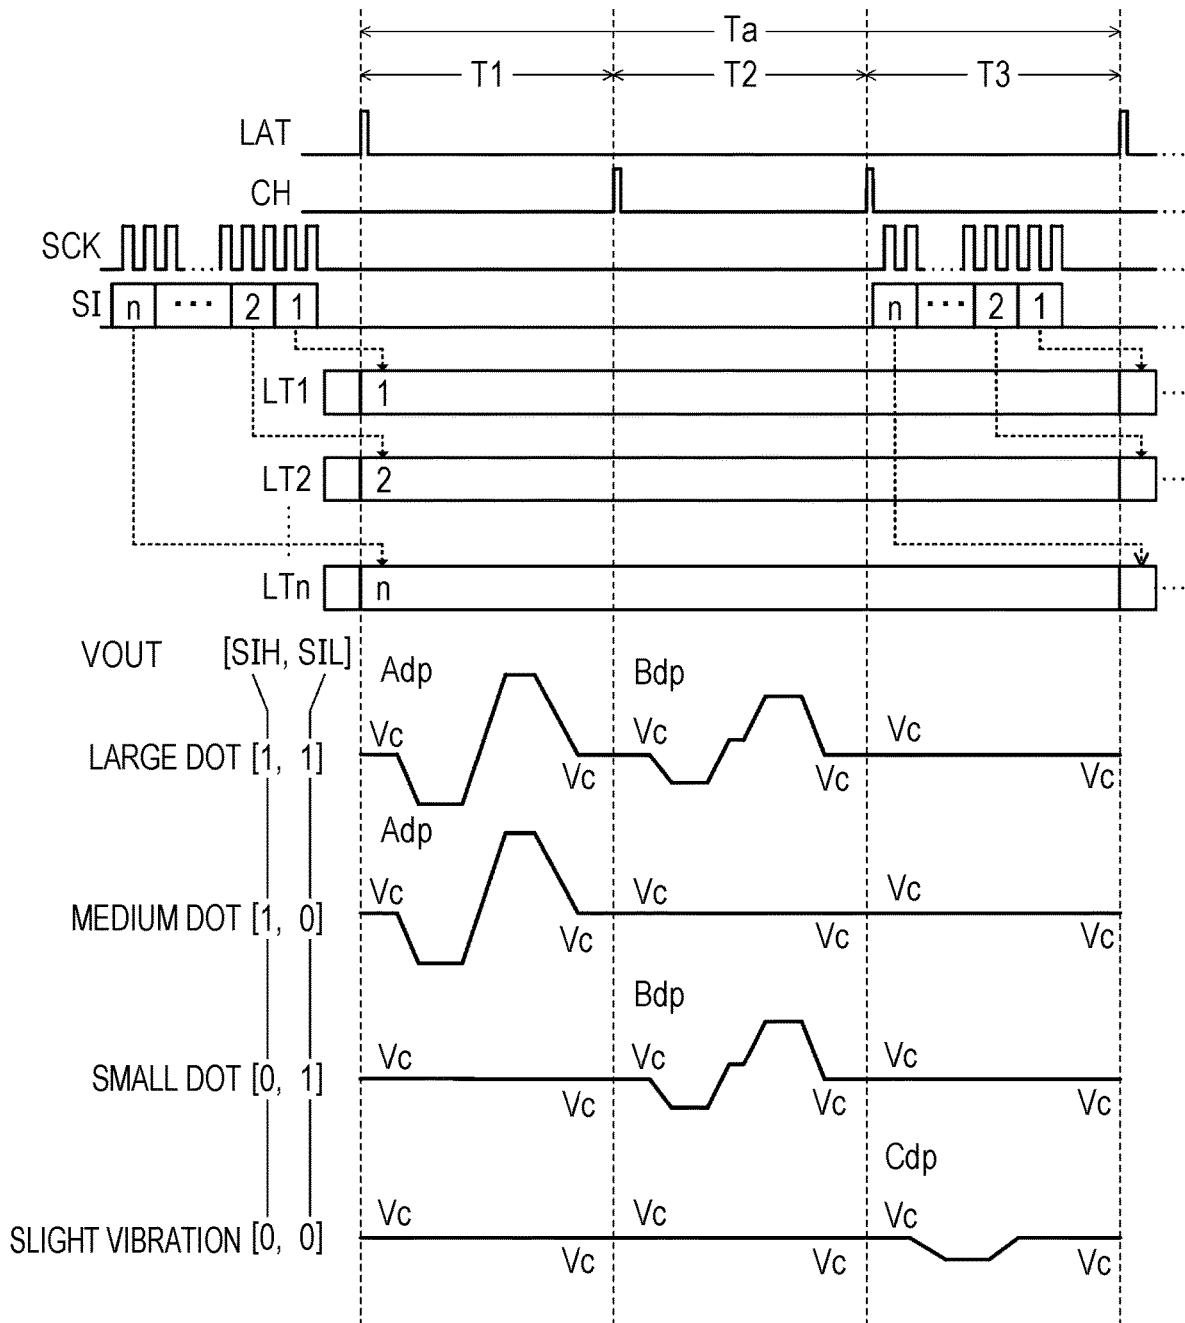 Ta
T1 T2 T3
LAT
CH
SCK
SI n ... 2 1 n ... 2 1
LT1 1
LT2 2
LTn n
VOUT [SIH, SIL] Adp Bdp
Vc Vc Vc
LARGE DOT [1, 1]
Vc Vc Vc
Adp
Vc Vc Vc
MEDIUM DOT [1, 0]
Vc Vc Vc
Bdp
Vc Vc Vc
SMALL DOT [0, 1]
Vc Vc Vc
Cdp
Vc Vc Vc
SLIGHT VIBRATION [0, 0]
Vc Vc Vc